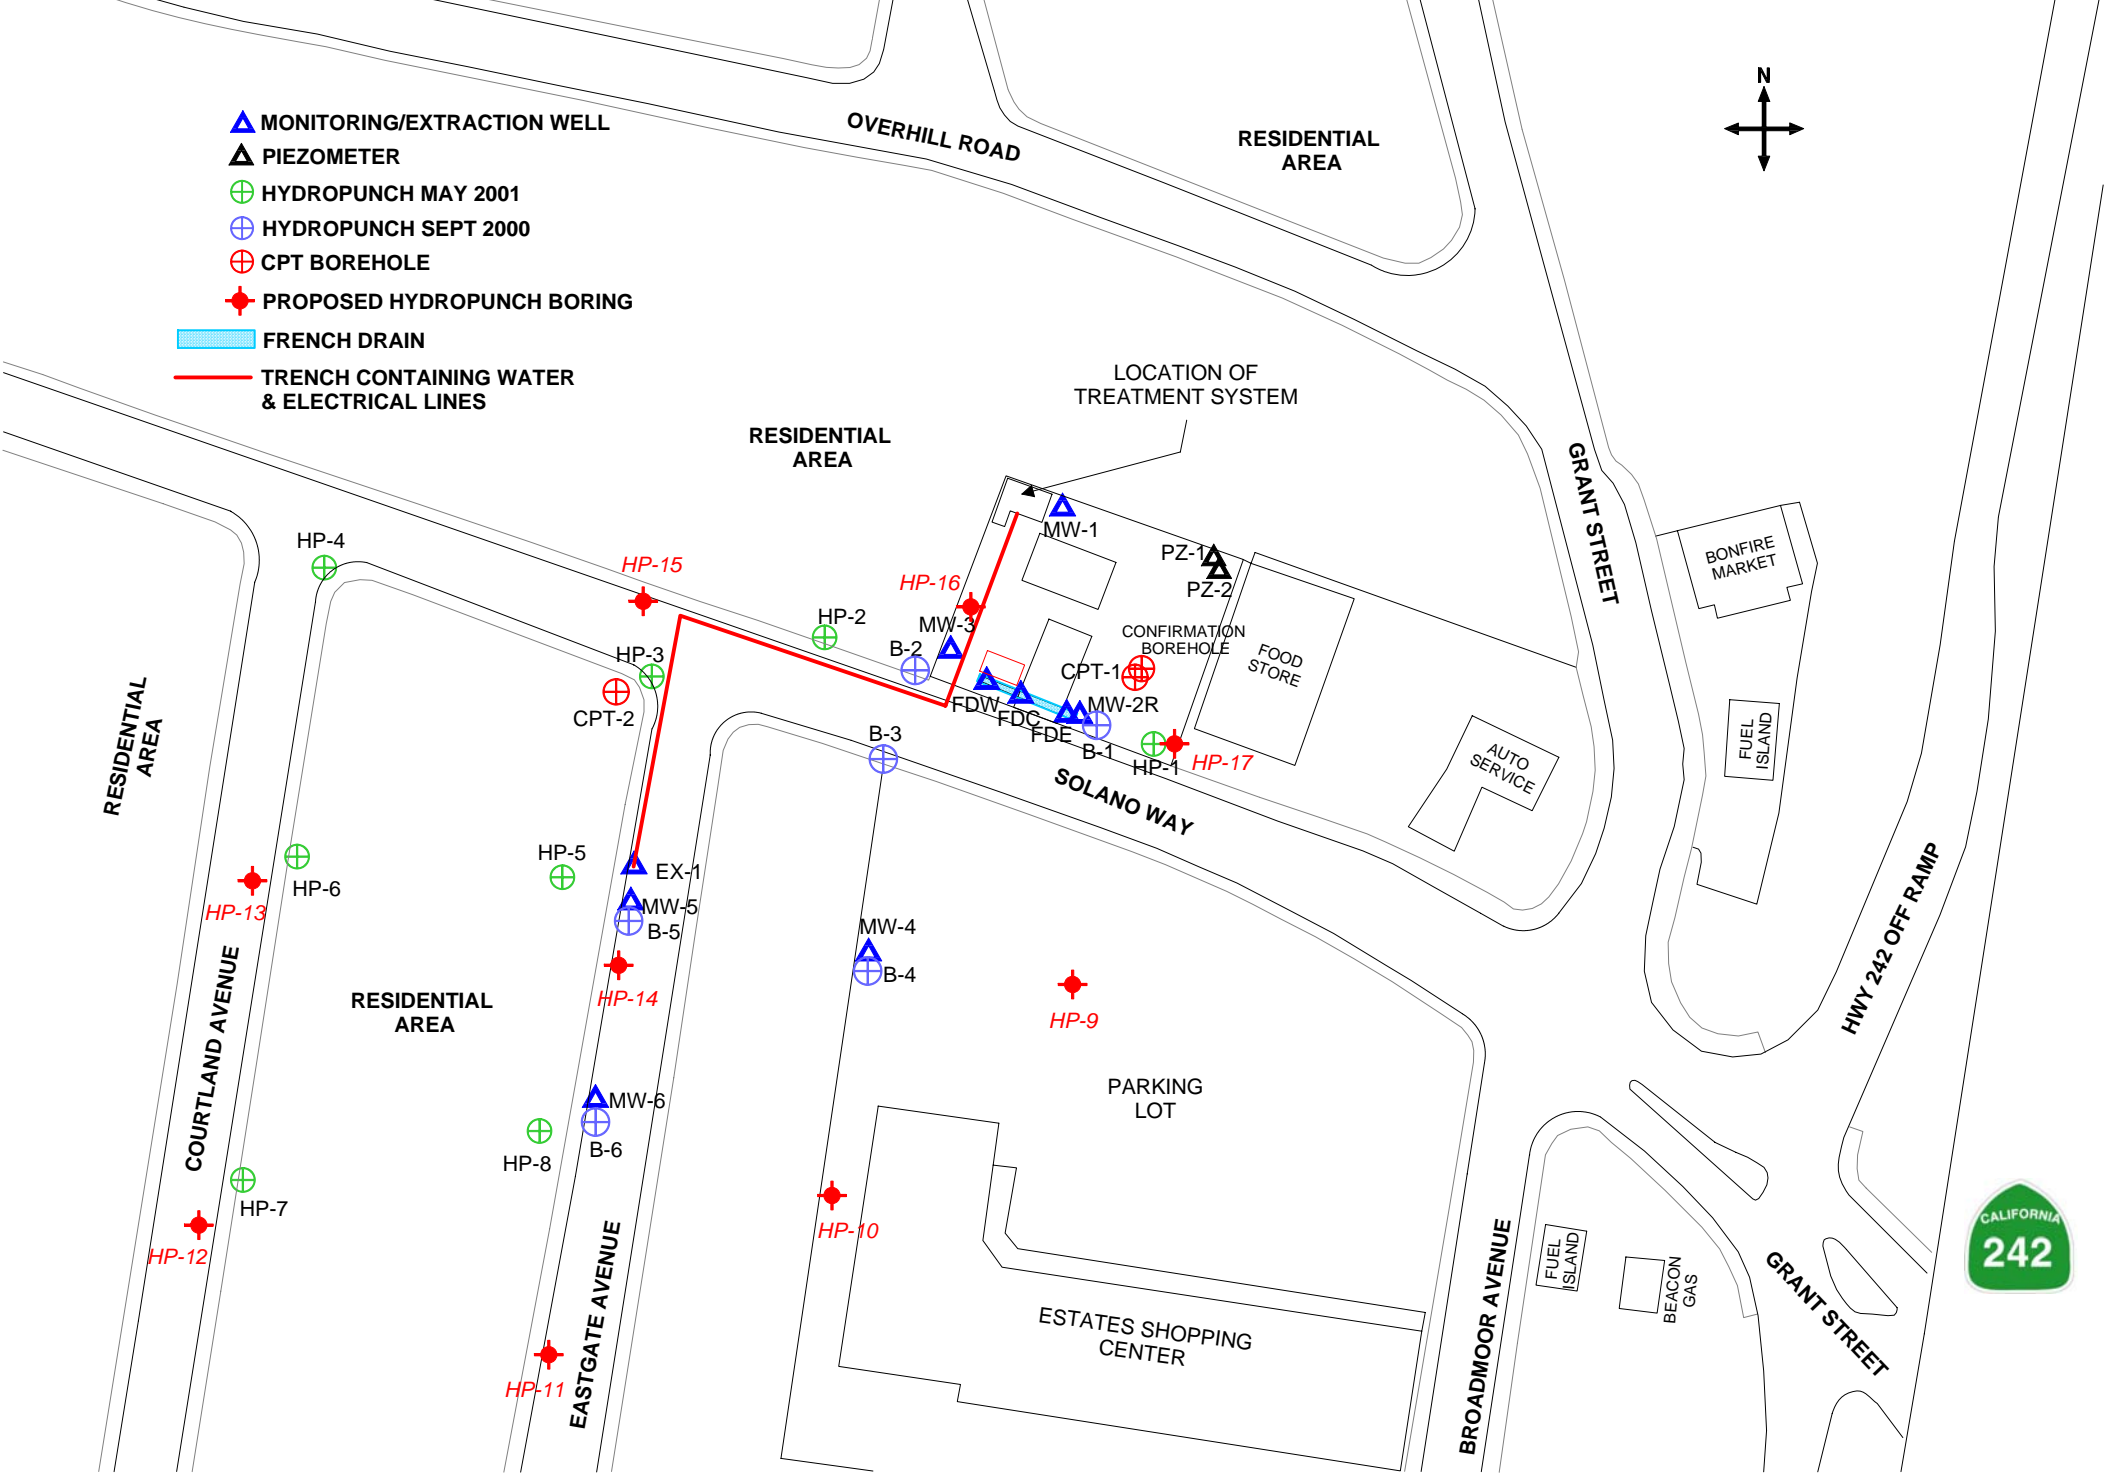 N
MONITORING/EXTRACTION WELL
PIEZOMETER
HYDROPUNCH MAY 2001
HYDROPUNCH SEPT 2000
CPT BOREHOLE
PROPOSED HYDROPUNCH BORING
FRENCH DRAIN
TRENCH CONTAINING WATER
& ELECTRICAL LINES
OVERHILL ROAD
RESIDENTIAL
AREA
LOCATION OF
TREATMENT SYSTEM
RESIDENTIAL
AREA
GRANT STREET
MW-1
PZ-1
PZ-2
BONFIRE
MARKET
HP-4
HP-15
HP-16
HP-2
MW-3
B-2
CONFIRMATION
BOREHOLE
FOOD
STORE
HP-3
CPT-1
CPT-2
FDW
FDC
FDE
MW-2R
B-1
HP-1
HP-17
B-3
SOLANO WAY
AUTO
SERVICE
FUEL
ISLAND
RESIDENTIAL
AREA
HP-5
EX-1
HP-6
HP-13
MW-5
B-5
MW-4
B-4
HWY 242 OFF RAMP
COURTLAND AVENUE
RESIDENTIAL
AREA
HP-14
HP-9
PARKING
LOT
MW-6
B-6
HP-8
HP-7
HP-12
HP-10
CALIFORNIA
242
EASTGATE AVENUE
HP-11
ESTATES SHOPPING
CENTER
BROADMOOR AVENUE
FUEL
ISLAND
BEACON
GAS
GRANT STREET